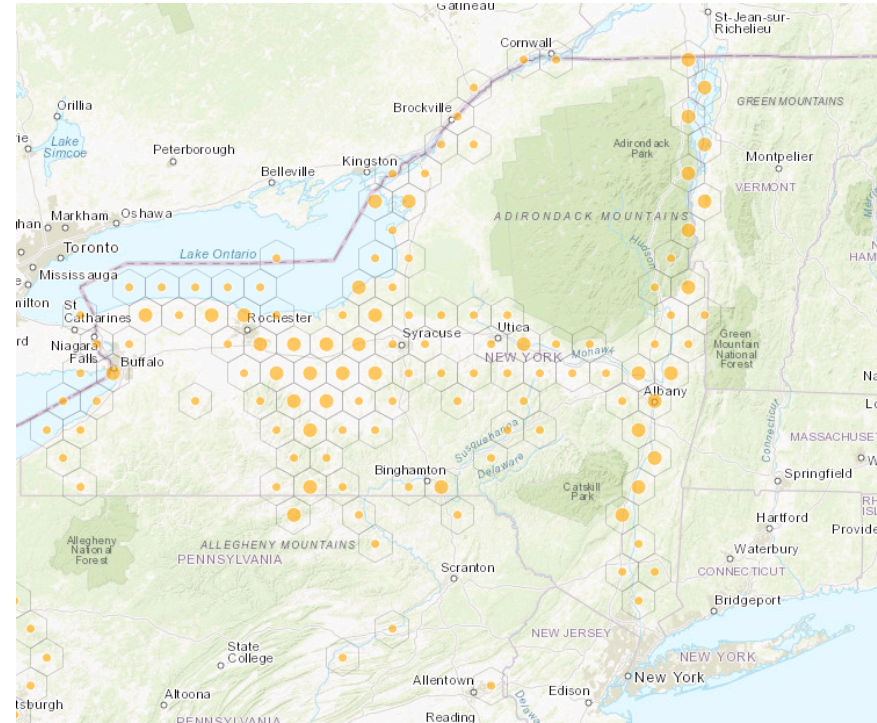 Gatineau
St-Jean-sur-
Richelieu
Cornwall
Orillia
Brockville
GREEN MOUNTAINS
Lake
Simcoe
Peterborough
Adirondack
Park
Montpelier
Kingston
Belleville
VERMONT
Markham
Oshawa
ADIRONDACK MOUNTAINS
Toronto
Lake Ontario
Hudson
Mississauga
St
Catharines
Rochester
Syracuse
Utica
Niagara
Falls
NEW YORK
Mohawk
Green
Mountain
National
Forest
Buffalo
Albany
Susquehanna
Connecticut
MASSACHUSET
Binghamton
Delaware
Springfield
Catskill
Park
Hartford
Provide
Allegheny
National
Forest
ALLEGHENY MOUNTAINS
PENNSYLVANIA
Waterbury
CONNECTICUT
Scranton
Bridgeport
NEW JERSEY
State
College
NEW YORK
Allentown
Edison
New York
Altoona
Reading
PENNSYLVANIA